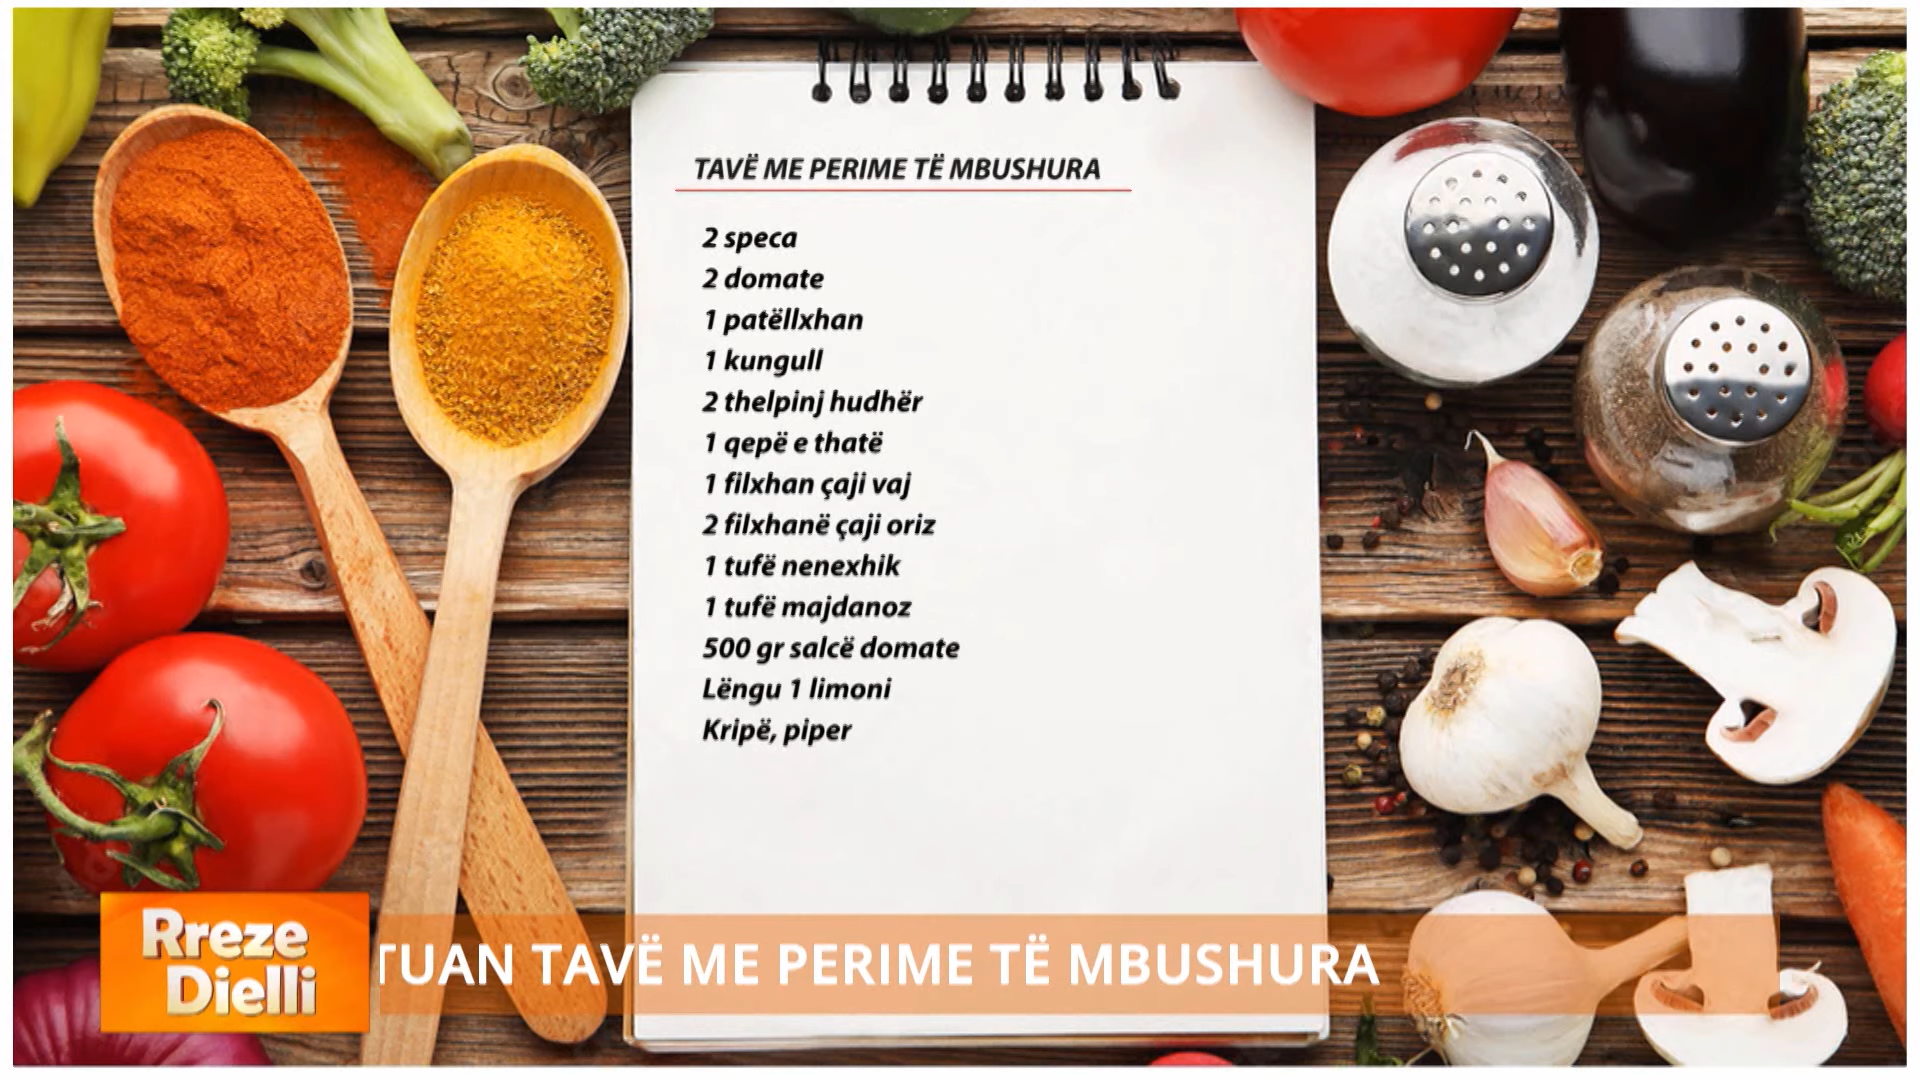 TAVË ME PERIME TË MBUSHURA
2 speca
2 domate
1 patëllxhan
1 kungull
2 thelpinj hudhër
1 qepë e thatë
1 filxhan çaji vaj
2 filxhanë çaji oriz
1 tufë nenexhik
1 tufë majdanoz
500 gr salcë domate
Lëngu 1 limoni
Kripë, piper
Rreze
Dielli
TAVË ME PERIME TË MBUSHURA